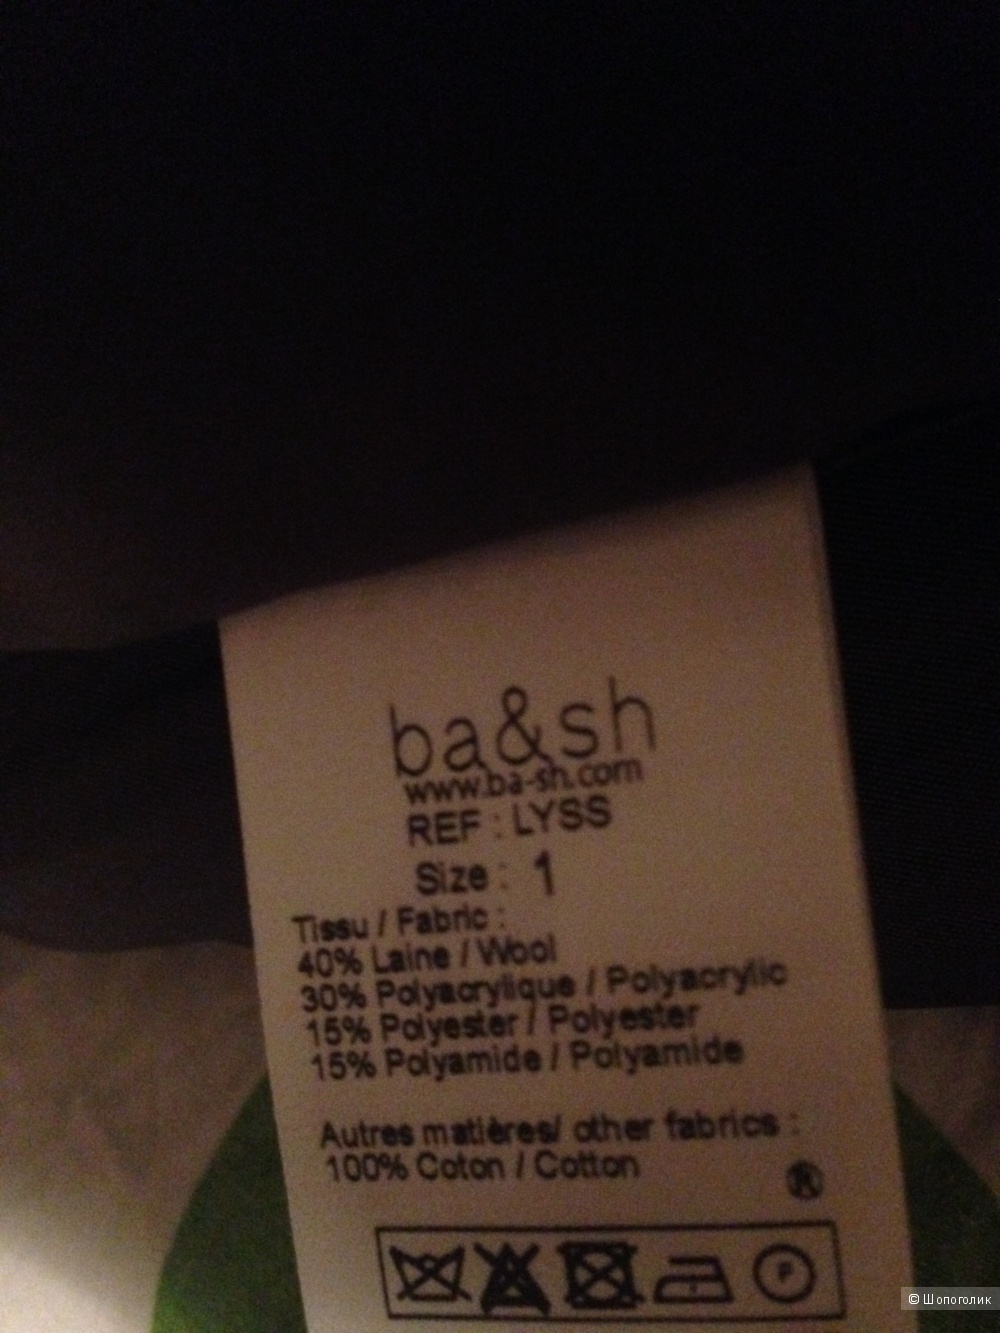 ba&sh
www.ba-sh.com
REF : LYSS
Size : 1
Tissu / Fabric :
40% Laine / Wool
30% Polyacrylique / Polyacrylic
15% Polyester / Polyester
15% Polyamide / Polyamide
Autres matières/ other fabrics :
100% Coton / Cotton
®
P
© Шопоголик